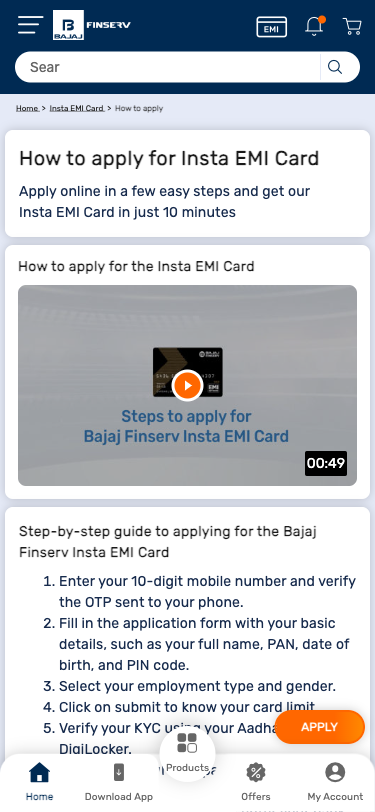 B
BAJAJ
FINSERV
EMI
Sear
Home > Insta EMI Card > How to apply
How to apply for Insta EMI Card
Apply online in a few easy steps and get our
Insta EMI Card in just 10 minutes
How to apply for the Insta EMI Card
Steps to apply for
Bajaj Finserv Insta EMI Card
00:49
Step-by-step guide to applying for the Bajaj
Finserv Insta EMI Card
1. Enter your 10-digit mobile number and verify
the OTP sent to your phone.
2. Fill in the application form with your basic
details, such as your full name, PAN, date of
birth, and PIN code.
3. Select your employment type and gender.
4. Click on submit to know your card limit.
5. Verify your KYC using your Aadha
DigiLocker.
APPLY
Products
Home
Download App
Offers
My Account